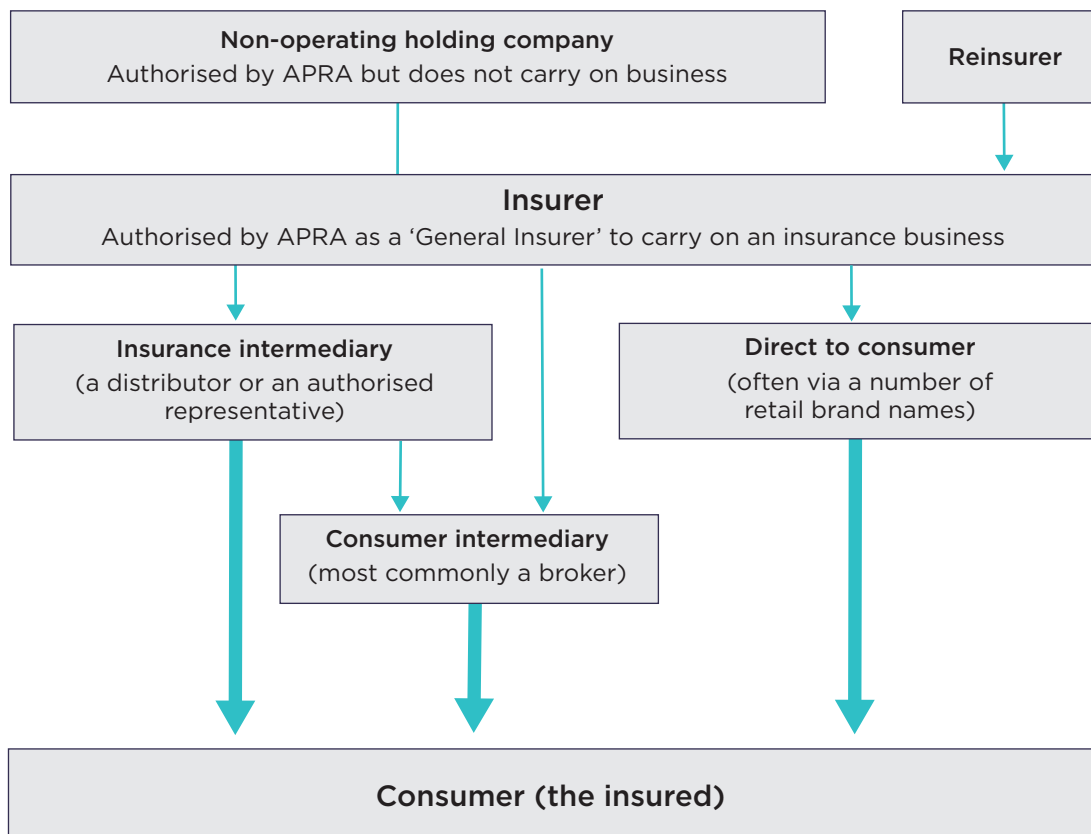 Non-operating holding company
Authorised by APRA but does not carry on business
Reinsurer
Insurer
Authorised by APRA as a ‘General Insurer’ to carry on an insurance business
Insurance intermediary
(a distributor or an authorised
representative)
Direct to consumer
(often via a number of
retail brand names)
Consumer intermediary
(most commonly a broker)
Consumer (the insured)